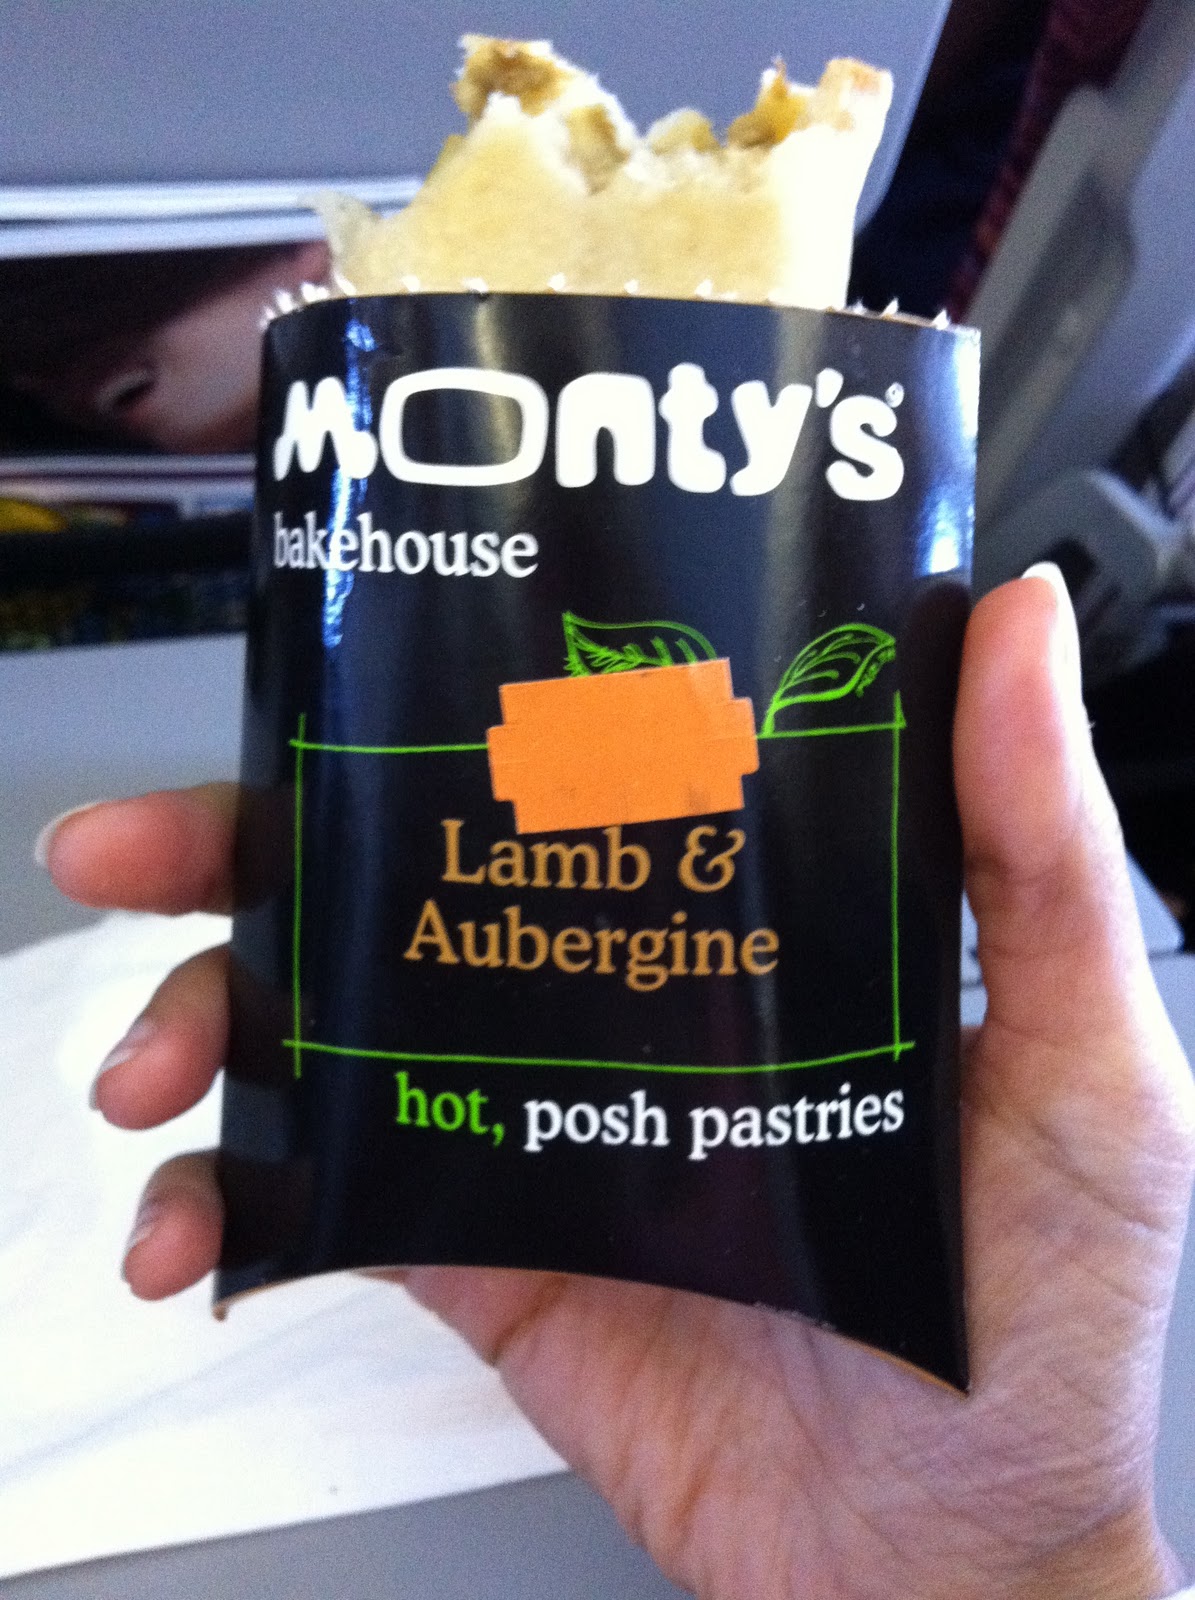 monty's®
bakehouse
Lamb &
Aubergine
hot, posh pastries